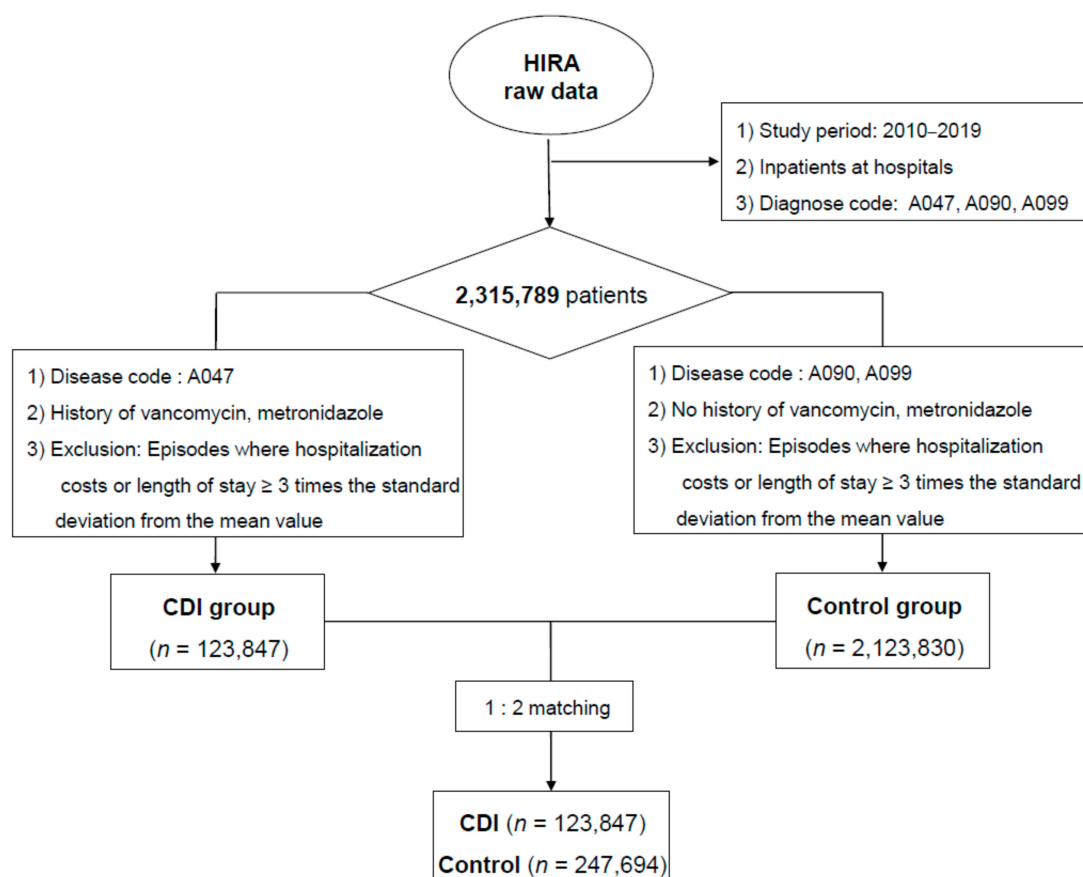 HIRA
raw data
1) Study period: 2010–2019
2) Inpatients at hospitals
3) Diagnose code: A047, A090, A099
2,315,789 patients
1) Disease code : A047
2) History of vancomycin, metronidazole
3) Exclusion: Episodes where hospitalization
costs or length of stay ≥ 3 times the standard
deviation from the mean value
1) Disease code : A090, A099
2) No history of vancomycin, metronidazole
3) Exclusion: Episodes where hospitalization
costs or length of stay ≥ 3 times the standard
deviation from the mean value
CDI group
(n = 123,847)
Control group
(n = 2,123,830)
1 : 2 matching
CDI (n = 123,847)
Control (n = 247,694)